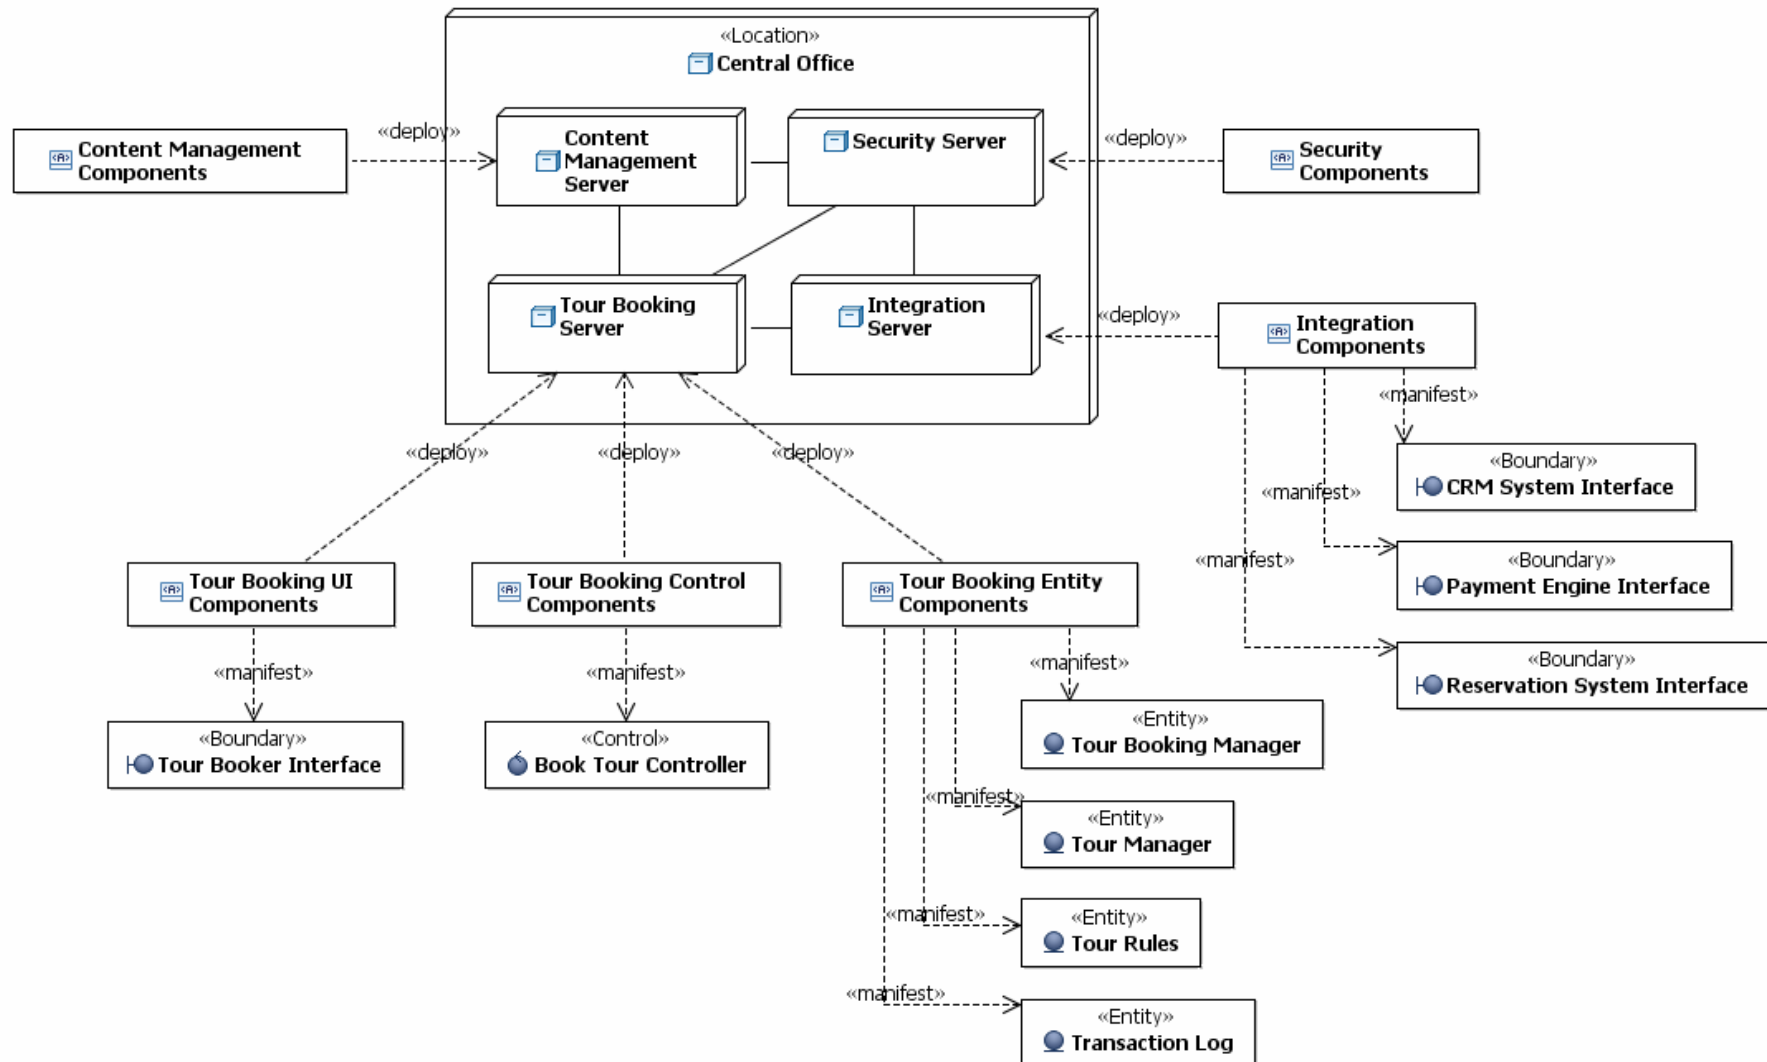 «Location»
Central Office
«deploy»
Content Management
Components
Content
Management
Server
Security Server
«deploy»
Security
Components
Tour Booking
Server
Integration
Server
«deploy»
Integration
Components
«manifest»
«deploy»
«deploy»
«deploy»
«Boundary»
CRM System Interface
«manifest»
«manifest»
«Boundary»
Payment Engine Interface
Tour Booking UI
Components
Tour Booking Control
Components
Tour Booking Entity
Components
«manifest»
«manifest»
«manifest»
«Boundary»
Reservation System Interface
«Boundary»
Tour Booker Interface
«Control»
Book Tour Controller
«Entity»
Tour Booking Manager
«manifest»
«Entity»
Tour Manager
«manifest»
«Entity»
Tour Rules
«manifest»
«Entity»
Transaction Log